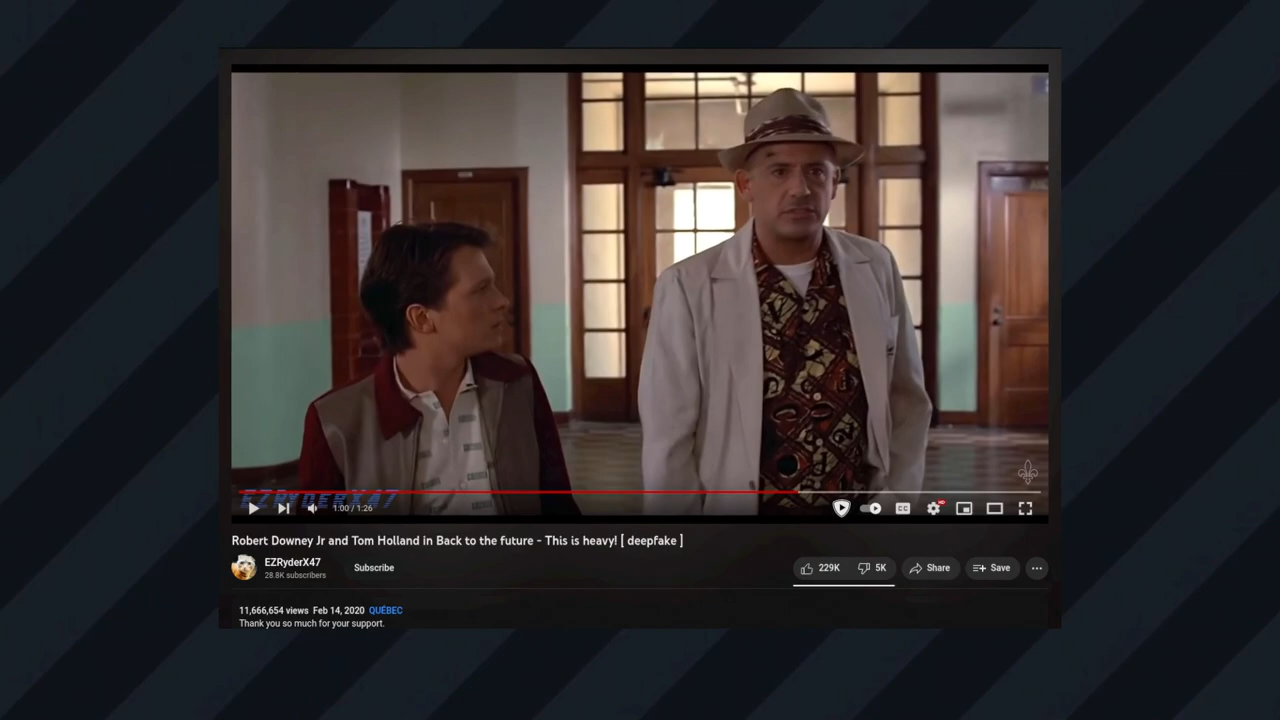 EZRYDERX47
1:00 / 1:26
CC
HD
Robert Downey Jr and Tom Holland in Back to the future - This is heavy! [ deepfake ]
EZRyderX47
28.8K subscribers
Subscribe
229K
5K
Share
Save
11,666,654 views Feb 14, 2020 QUÉBEC
Thank you so much for your support.